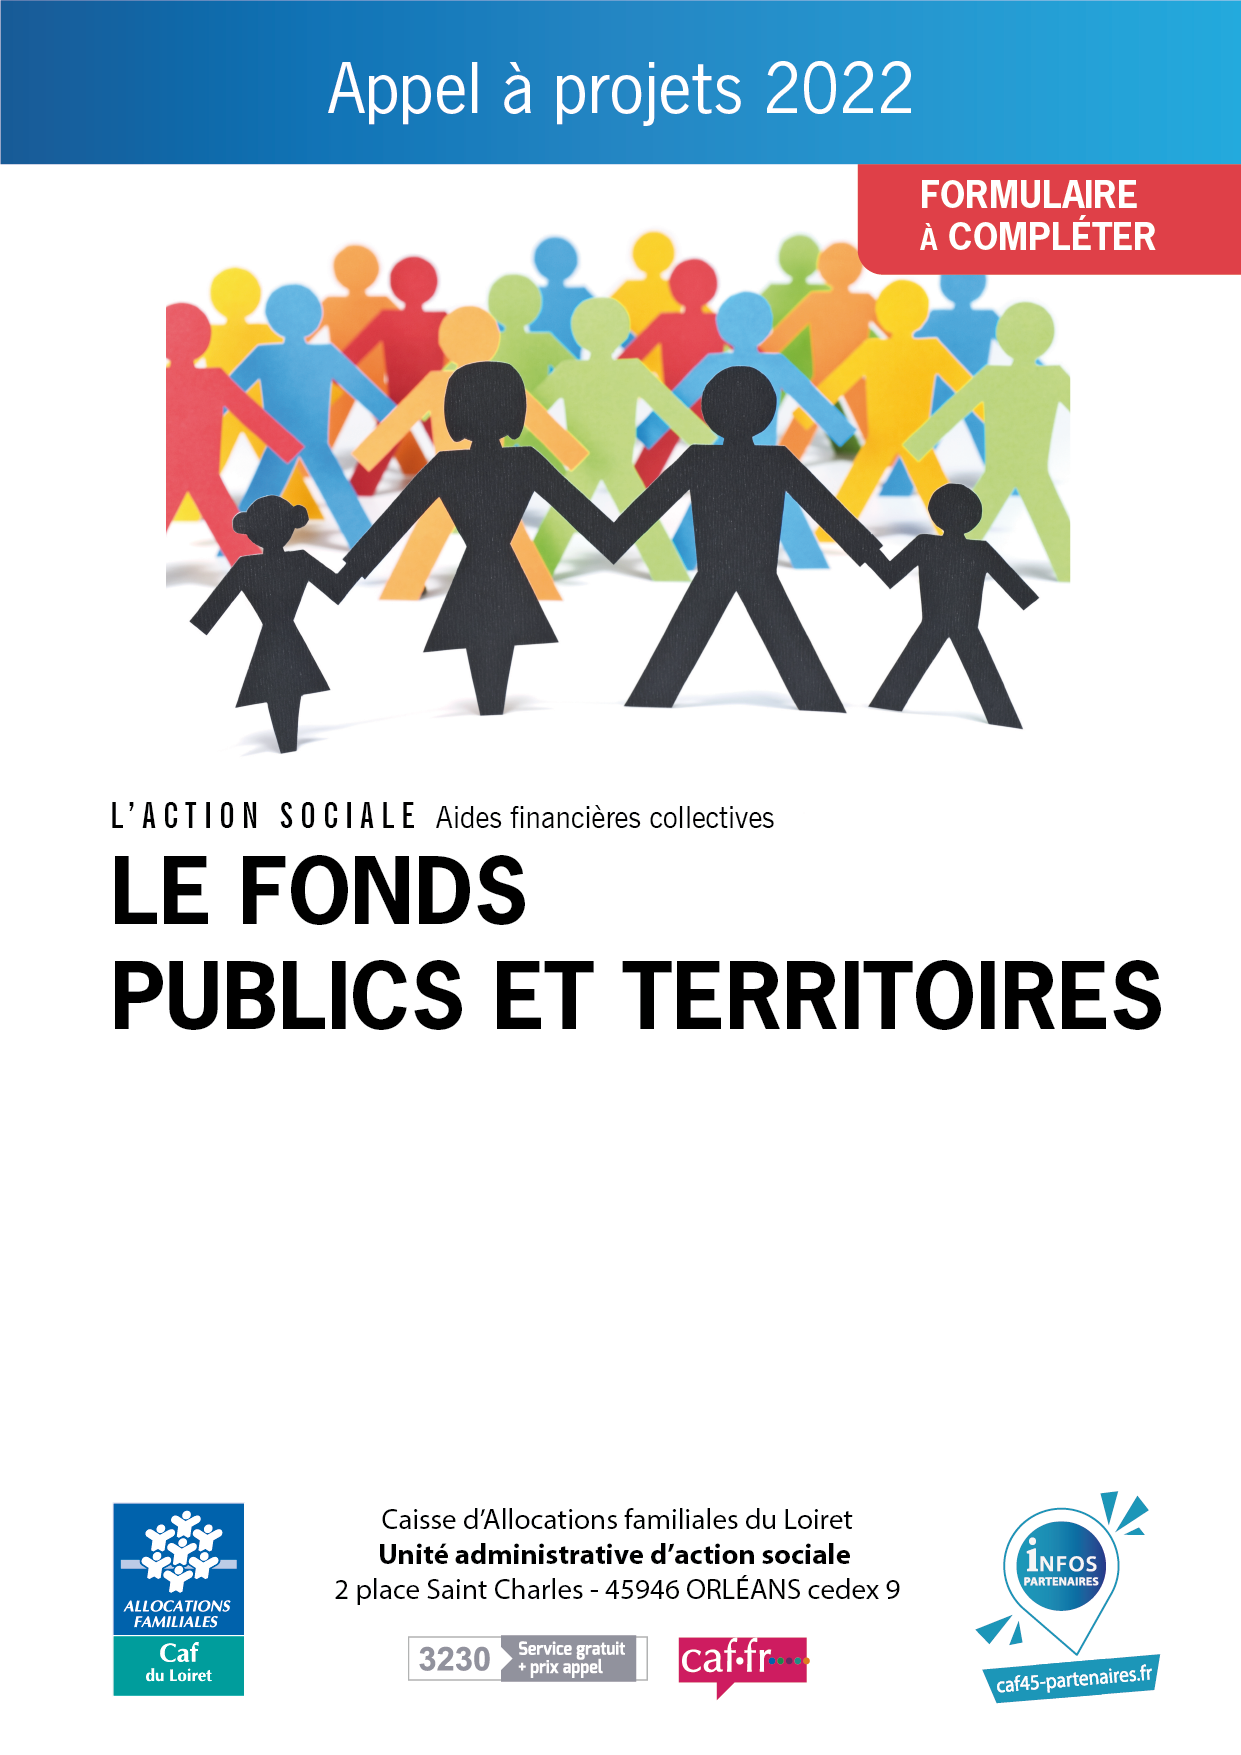 Appel à projets 2022
FORMULAIRE
À COMPLÉTER
L'ACTION SOCIALE Aides financières collectives
LE FONDS
PUBLICS ET TERRITOIRES
Caisse d'Allocations familiales du Loiret
Unité administrative d'action sociale
2 place Saint Charles - 45946 ORLÉANS cedex 9
ALLOCATIONS
FAMILIALES
Caf
du Loiret
3230 Service gratuit
+ prix appel
caf.fr
iNFOS
PARTENAIRES
caf45-partenaires.fr